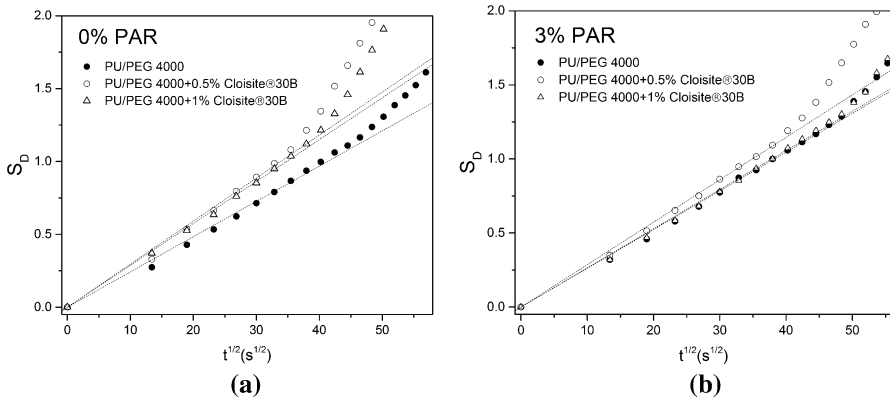 0% PAR
PU/PEG 4000
PU/PEG 4000+0.5% Cloisite®30B
PU/PEG 4000+1% Cloisite®30B
2.0
1.5
1.0
0.5
0.0
S_D
0 10 20 30 40 50
t^1/2(s^1/2)
(a)
3% PAR
PU/PEG 4000
PU/PEG 4000+0.5% Cloisite®30B
PU/PEG 4000+1% Cloisite®30B
2.0
1.5
1.0
0.5
0.0
S_D
0 10 20 30 40 50
t^1/2(s^1/2)
(b)